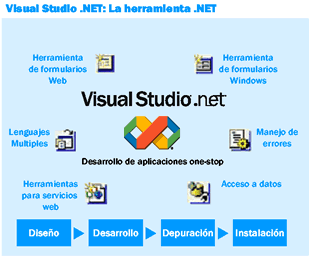 Visual Studio .NET: La herramienta .NET
Herramienta
de formularios
Web
Herramienta
de formularios
Windows
Visual Studio .net
Lenguajes
Multiples
Manejo de
errores
Desarrollo de aplicaciones one-stop
Herramientas
para servicios
web
Acceso a datos
Diseño
Desarrollo
Depuración
Instalación